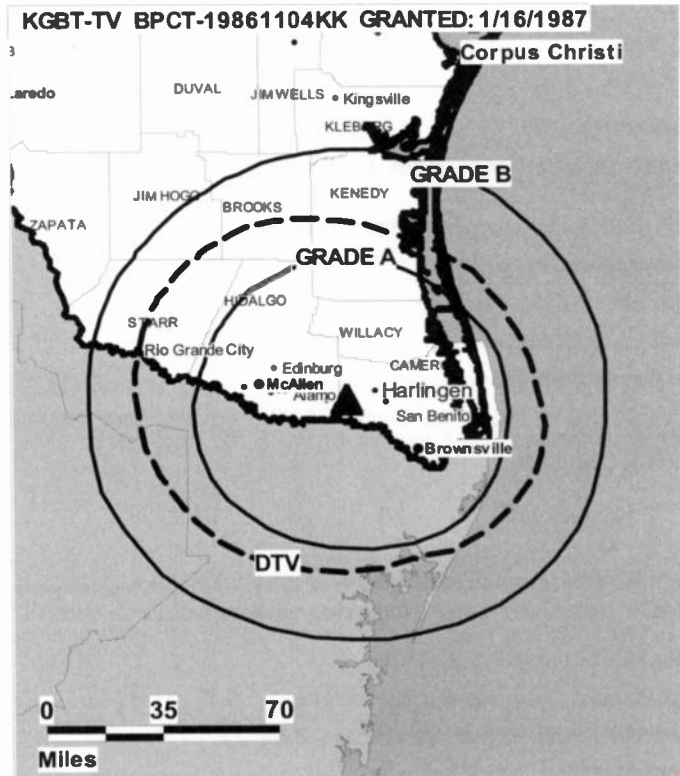 KGBT-TV BPCT-19861104KK GRANTED: 1/16/1987
Corpus Christi
DUVAL
JIM WELLS
Kingsville
KLEBERG
GRADE B
JIM HOGG
BROOKS
KENEDY
ZAPATA
GRADE A
HIDALGO
STARR
WILLACY
Rio Grande City
Edinburg
CAMER
McAllen
Alamo
Harlingen
San Benito
Brownsville
DTV
0 35 70
Miles